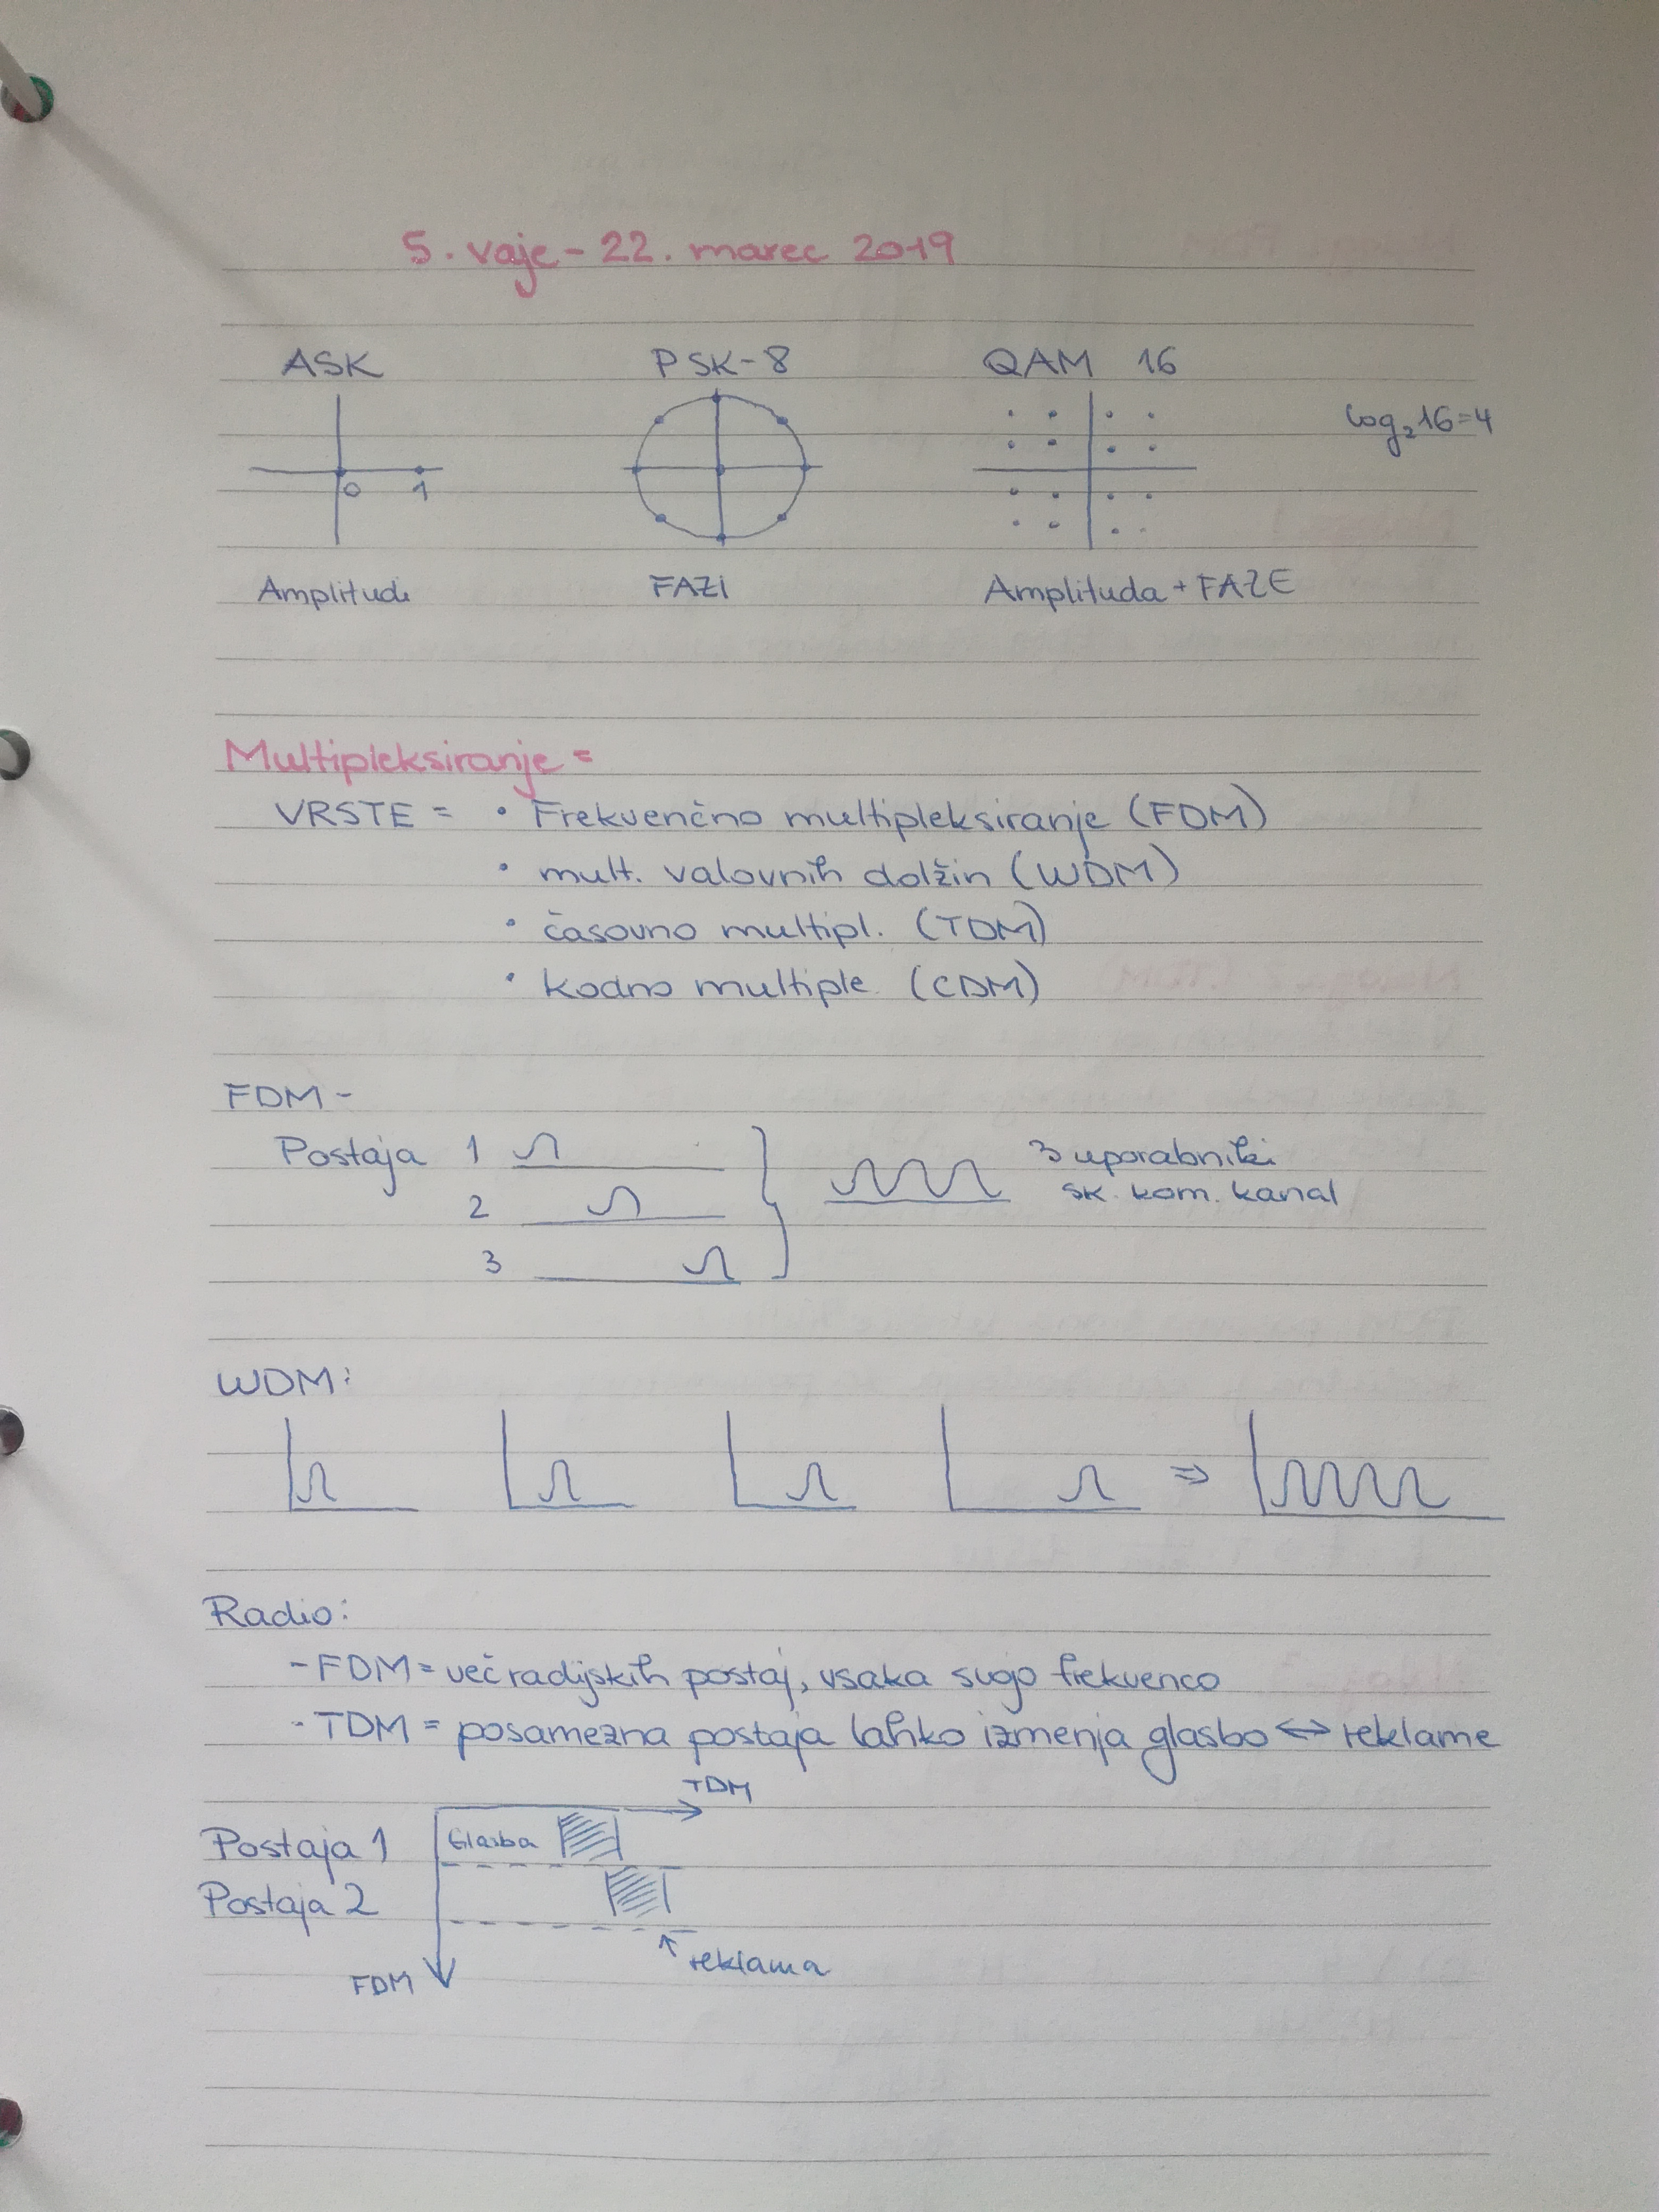 5. vaje - 22. marec 2019
ASK PSK-8 QAM 16
log₂16=4
0 1
Amplitudi FAZI Amplituda + FAZE
Multipleksiranje =
VRSTE = • Frekvenčno multipleksiranje (FDM)
• mult. valovnih dolžin (WDM)
• časovno multipl. (TDM)
• kodno multiple. (CDM)
FDM -
Postaja 1
2
3
3 uporabniki
sk. kom. kanal
WDM:
⇒
Radio:
- FDM = več radijskih postaj, vsaka svojo frekvenco
- TDM = posamezna postaja lahko izmenja glasbo ⇔ reklame
TDM
Postaja 1 Glasba
Postaja 2
reklama
FDM